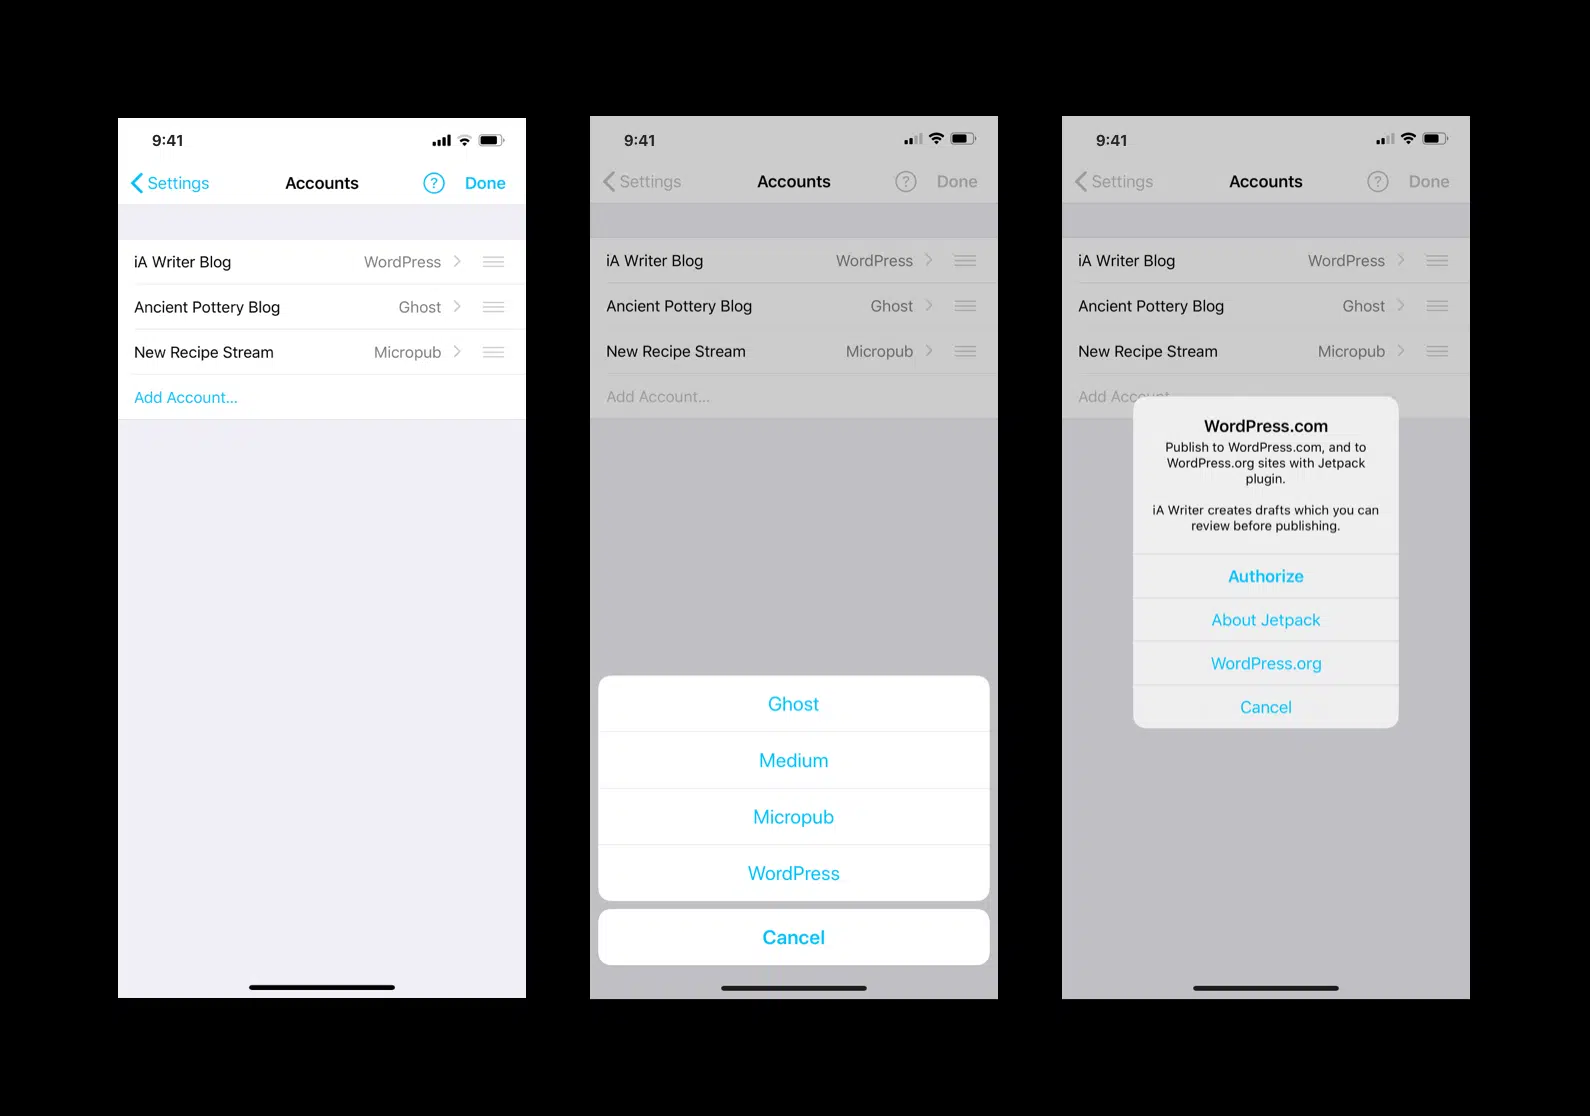 9:41
Settings Accounts ? Done
iA Writer Blog WordPress
Ancient Pottery Blog Ghost
New Recipe Stream Micropub
Add Account...
9:41
Settings Accounts ? Done
iA Writer Blog WordPress
Ancient Pottery Blog Ghost
New Recipe Stream Micropub
Add Account...
Ghost
Medium
Micropub
WordPress
Cancel
9:41
Settings Accounts ? Done
iA Writer Blog WordPress
Ancient Pottery Blog Ghost
New Recipe Stream Micropub
Add Account
WordPress.com
Publish to WordPress.com, and to
WordPress.org sites with Jetpack
plugin.
iA Writer creates drafts which you can
review before publishing.
Authorize
About Jetpack
WordPress.org
Cancel